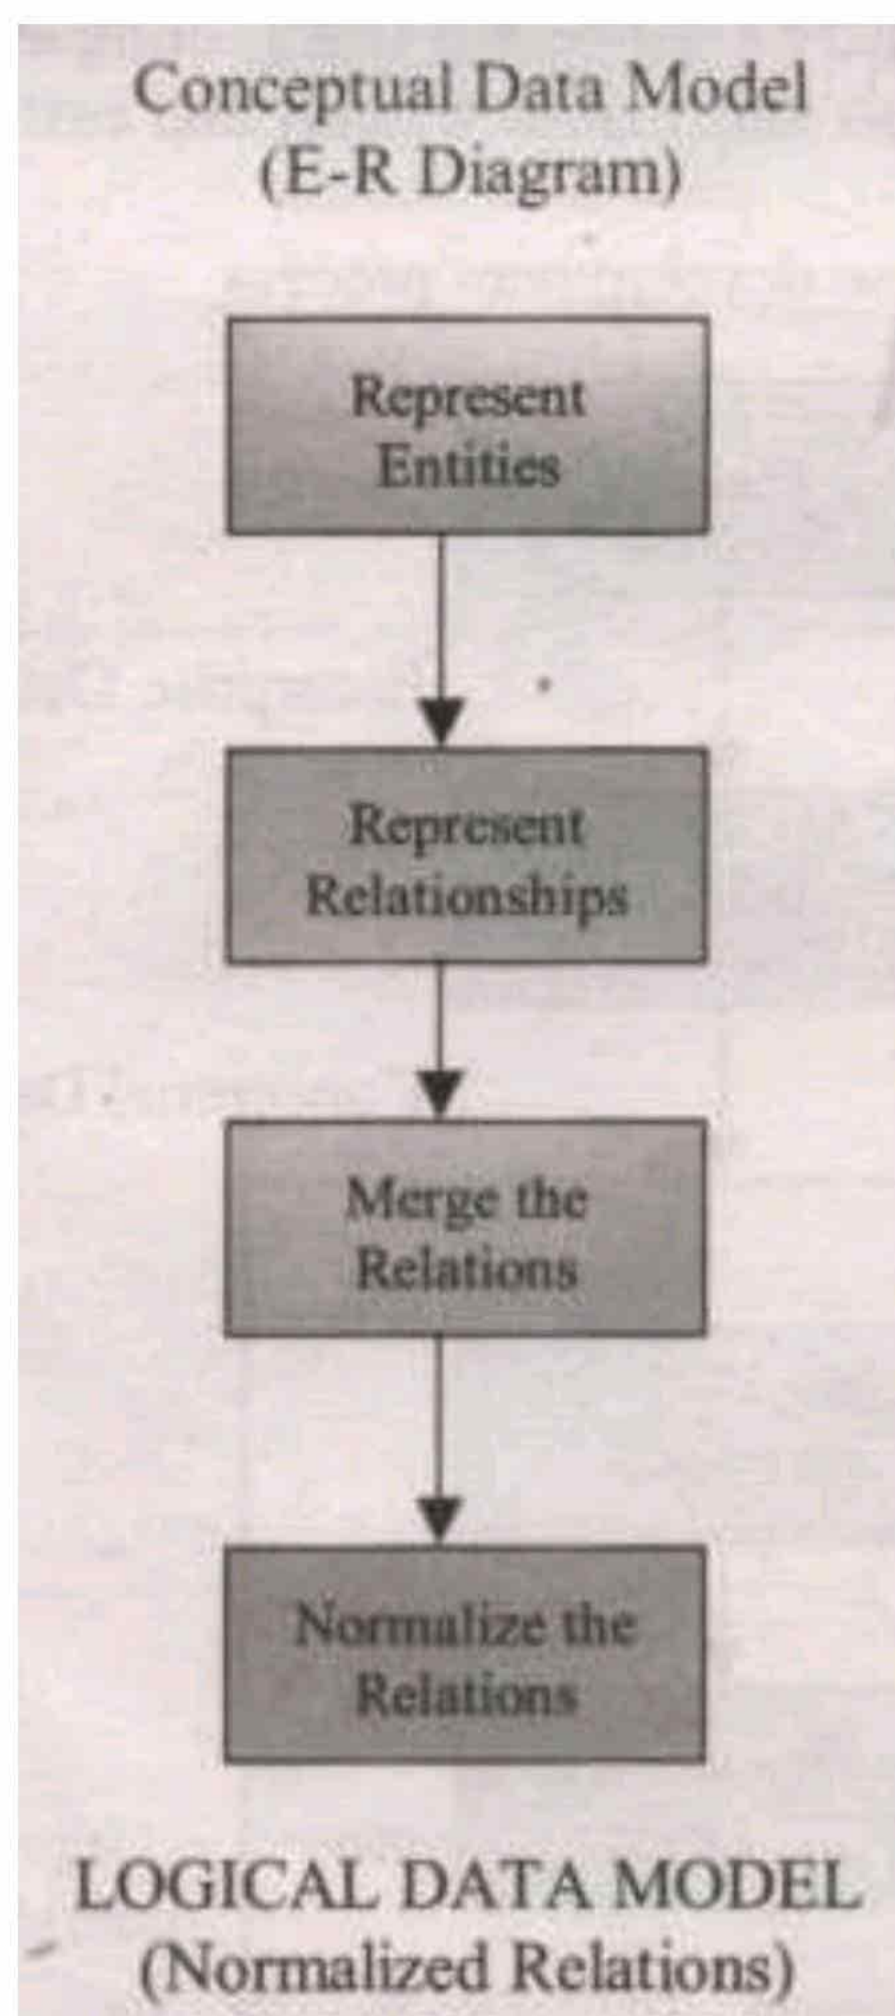 Conceptual Data Model
(E-R Diagram)
Represent
Entities
Represent
Relationships
Merge the
Relations
Normalize the
Relations
LOGICAL DATA MODEL
(Normalized Relations)